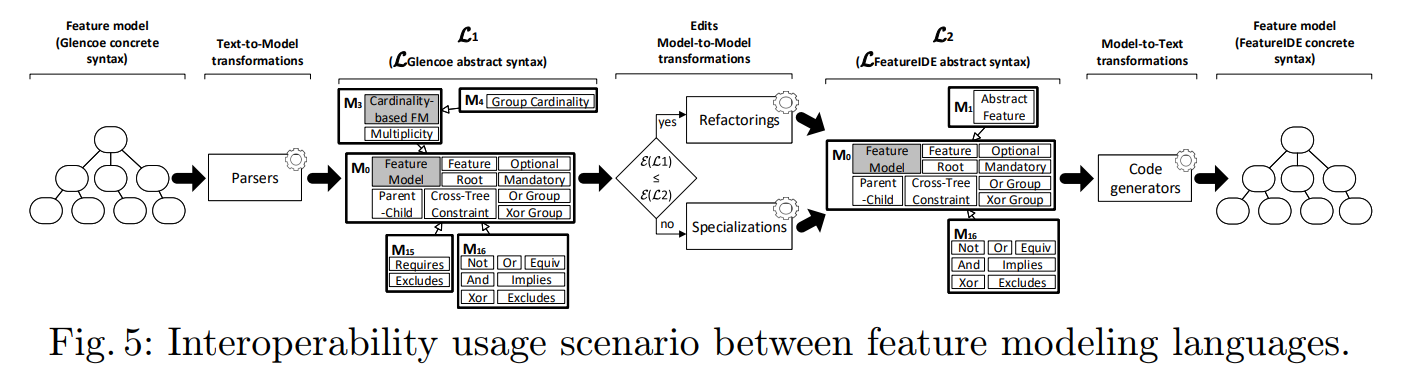 Feature model
(Glencoe concrete
syntax)
Text-to-Model
transformations
ℒ1
(ℒGlencoe abstract syntax)
Edits
Model-to-Model
transformations
ℒ2
(ℒFeatureIDE abstract syntax)
Model-to-Text
transformations
Feature model
(FeatureIDE concrete
syntax)
Parsers
M3
Cardinality-
based FM
Multiplicity
M4 Group Cardinality
M0
Feature
Model
Feature
Root
Optional
Mandatory
Parent
-Child
Cross-Tree
Constraint
Or Group
Xor Group
M15
Requires
Excludes
M16
Not Or Equiv
And Implies
Xor Excludes
ℰ(ℒ1)
≤
ℰ(ℒ2)
yes
no
Refactorings
Specializations
M1
Abstract
Feature
M0
Feature
Model
Feature
Root
Optional
Mandatory
Parent
-Child
Cross-Tree
Constraint
Or Group
Xor Group
M16
Not Or Equiv
And Implies
Xor Excludes
Code
generators
Fig. 5: Interoperability usage scenario between feature modeling languages.